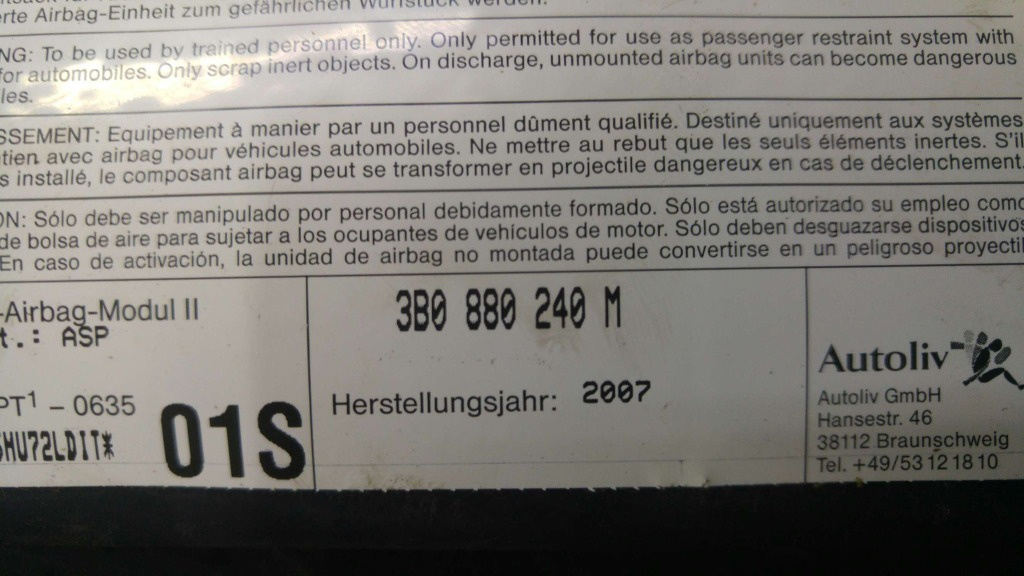 rte Airbag-Einheit zum gefährlichen Wurfstück werden.
NG: To be used by trained personnel only. Only permitted for use as passenger restraint system with
for automobiles. Only scrap inert objects. On discharge, unmounted airbag units can become dangerous
les.
SSEMENT: Equipement à manier par un personnel dûment qualifié. Destiné uniquement aux systèmes
tien avec airbag pour véhicules automobiles. Ne mettre au rebut que les seuls éléments inertes. S'il
s installé, le composant airbag peut se transformer en projectile dangereux en cas de déclenchement.
ON: Sólo debe ser manipulado por personal debidamente formado. Sólo está autorizado su empleo como
de bolsa de aire para sujetar a los ocupantes de vehículos de motor. Sólo deben desguazarse dispositivos
En caso de activación, la unidad de airbag no montada puede convertirse en un peligroso proyectil
-Airbag-Modul II
t.: ASP
PT1 – 0635
SHU72LDIT*
01S
3B0 880 240 M
Herstellungsjahr: 2007
Autoliv
Autoliv GmbH
Hansestr. 46
38112 Braunschweig
Tel. +49/53 12 18 10